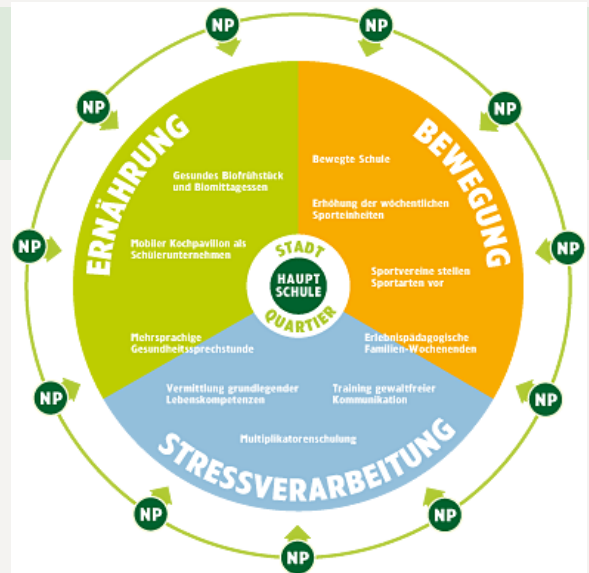 NP
NP
NP
NP
ERNÄHRUNG
BEWEGUNG
Gesundes Biofrühstück
und Biomittagessen
Mobiler Kochpavillon als
Schülerunternehmen
Mehrsprachige
Gesundheitssprechstunde
Bewegte Schule
Erhöhung der wöchentlichen
Sporteinheiten
Sportvereine stellen
Sportarten vor
Erlebnispädagogische
Familien-Wochenenden
STADT
HAUPT
SCHULE
QUARTIER
NP
NP
Vermittlung grundlegender
Lebenskompetenzen
Training gewaltfreier
Kommunikation
Multiplikatorenschulung
STRESSVERARBEITUNG
NP
NP
NP
NP
NP